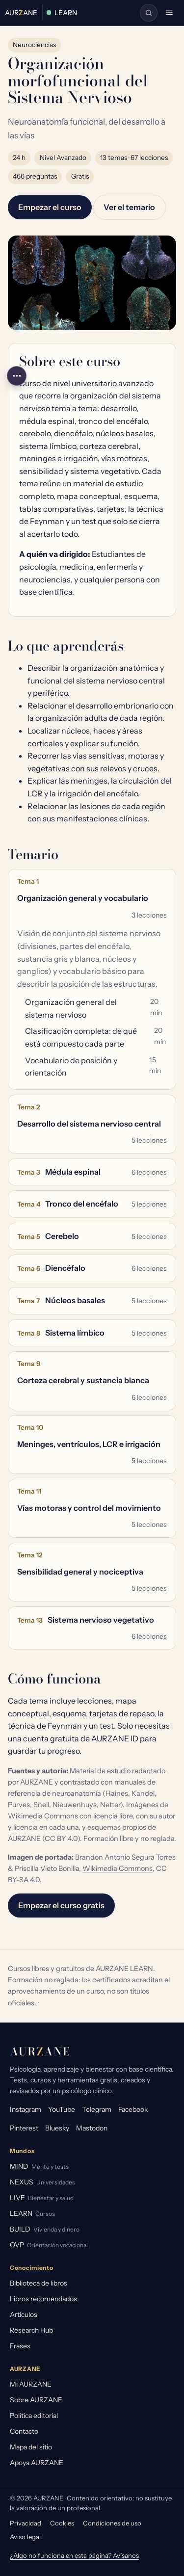 AURZANE LEARN
Neurociencias
Organización
morfofuncional del
Sistema Nervioso
Neuroanatomía funcional, del desarrollo a
las vías
24 h Nivel Avanzado 13 temas · 67 lecciones
466 preguntas Gratis
Empezar el curso Ver el temario
Sobre este curso
Curso de nivel universitario avanzado
que recorre la organización del sistema
nervioso tema a tema: desarrollo,
médula espinal, tronco del encéfalo,
cerebelo, diencéfalo, núcleos basales,
sistema límbico, corteza cerebral,
meninges e irrigación, vías motoras,
sensibilidad y sistema vegetativo. Cada
tema reúne un material de estudio
completo, mapa conceptual, esquema,
tablas comparativas, tarjetas, la técnica
de Feynman y un test que solo se cierra
al acertarlo todo.
A quién va dirigido: Estudiantes de
psicología, medicina, enfermería y
neurociencias, y cualquier persona con
base científica.
Lo que aprenderás
• Describir la organización anatómica y
funcional del sistema nervioso central
y periférico.
• Relacionar el desarrollo embrionario con
la organización adulta de cada región.
• Localizar núcleos, haces y áreas
corticales y explicar su función.
• Recorrer las vías sensitivas, motoras y
vegetativas con sus relevos y cruces.
• Explicar las meninges, la circulación del
LCR y la irrigación del encéfalo.
• Relacionar las lesiones de cada región
con sus manifestaciones clínicas.
Temario
Tema 1
Organización general y vocabulario
3 lecciones
Visión de conjunto del sistema nervioso
(divisiones, partes del encéfalo,
sustancia gris y blanca, núcleos y
ganglios) y vocabulario básico para
describir la posición de las estructuras.
Organización general del
sistema nervioso
20
min
Clasificación completa: de qué
está compuesto cada parte
20
min
Vocabulario de posición y
orientación
15
min
Tema 2
Desarrollo del sistema nervioso central
5 lecciones
Tema 3 Médula espinal 6 lecciones
Tema 4 Tronco del encéfalo 5 lecciones
Tema 5 Cerebelo 5 lecciones
Tema 6 Diencéfalo 6 lecciones
Tema 7 Núcleos basales 5 lecciones
Tema 8 Sistema límbico 5 lecciones
Tema 9
Corteza cerebral y sustancia blanca
6 lecciones
Tema 10
Meninges, ventrículos, LCR e irrigación
5 lecciones
Tema 11
Vías motoras y control del movimiento
5 lecciones
Tema 12
Sensibilidad general y nociceptiva
5 lecciones
Tema 13 Sistema nervioso vegetativo
6 lecciones
Cómo funciona
Cada tema incluye lecciones, mapa
conceptual, esquema, tarjetas de repaso, la
técnica de Feynman y un test. Solo necesitas
una cuenta gratuita de AURZANE ID para
guardar tu progreso.
Fuentes y autoría: Material de estudio redactado
por AURZANE y contrastado con manuales de
referencia de neuroanatomía (Haines, Kandel,
Purves, Snell, Nieuwenhuys, Netter). Imágenes de
Wikimedia Commons con licencia libre, con su autor
y licencia en cada una, y esquemas propios de
AURZANE (CC BY 4.0). Formación libre y no reglada.
Imagen de portada: Brandon Angelo Segura Torres
& Priscilla Vieto Bonilla, Wikimedia Commons, CC
BY-SA 4.0.
Empezar el curso gratis
Cursos libres y gratuitos de AURZANE LEARN.
Formación no reglada: los certificados acreditan el
aprovechamiento de un curso, no son títulos
oficiales. ·
AURZANE
Psicología, aprendizaje y bienestar con base científica.
Tests, cursos y herramientas gratis, creados y
revisados por un psicólogo clínico.
Instagram YouTube Telegram Facebook
Pinterest Bluesky Mastodon
Mundos
MIND Mente y tests
NEXUS Universidades
LIVE Bienestar y salud
LEARN Cursos
BUILD Vivienda y dinero
OVP Orientación vocacional
Conocimiento
Biblioteca de libros
Libros recomendados
Artículos
Research Hub
Frases
AURZANE
Mi AURZANE
Sobre AURZANE
Política editorial
Contacto
Mapa del sitio
Apoya AURZANE
© 2026 AURZANE · Contenido orientativo: no sustituye
la valoración de un profesional.
Privacidad Cookies Condiciones de uso
Aviso legal
¿Algo no funciona en esta página? Avísanos